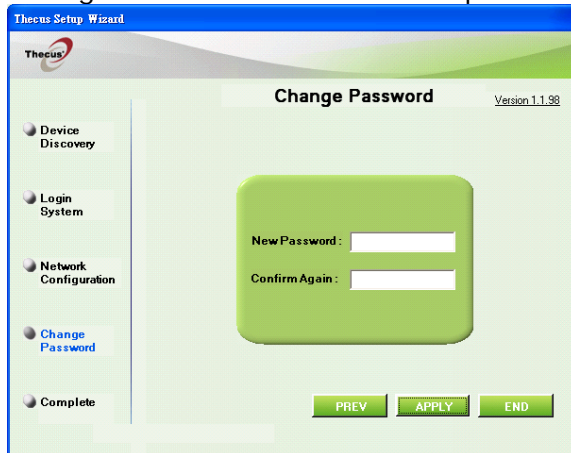 Thecus Setup Wizard
Thecus
Change Password
Version 1.1.98
Device
Discovery
Login
System
Network
Configuration
Change
Password
Complete
New Password :
Confirm Again :
PREV
APPLY
END